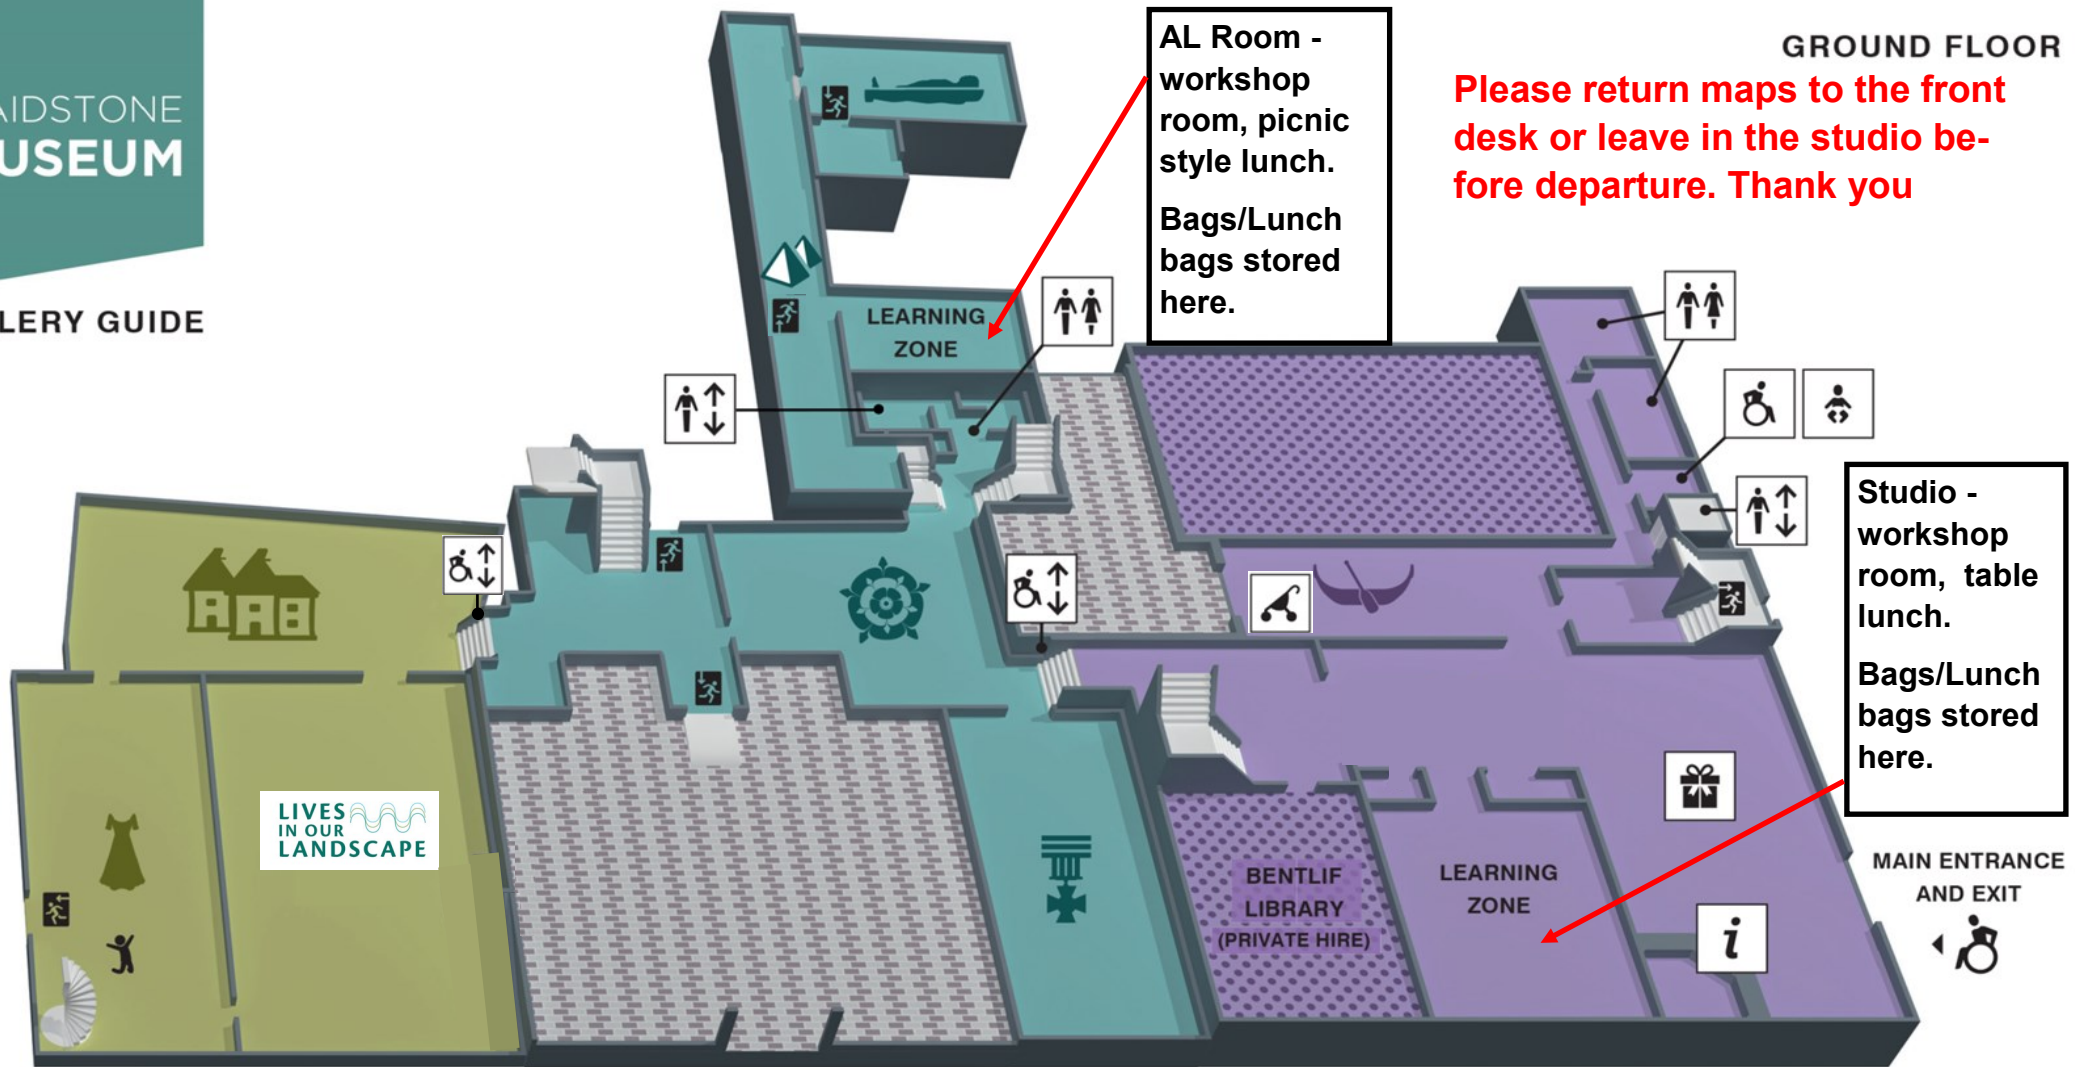 AIDSTONE
USEUM
LERY GUIDE
AL Room -
workshop
room, picnic
style lunch.
Bags/Lunch
bags stored
here.
GROUND FLOOR
Please return maps to the front
desk or leave in the studio be-
fore departure. Thank you
LEARNING
ZONE
Studio -
workshop
room, table
lunch.
Bags/Lunch
bags stored
here.
LIVES
IN OUR
LANDSCAPE
BENTLIF
LIBRARY
(PRIVATE HIRE)
LEARNING
ZONE
i
MAIN ENTRANCE
AND EXIT